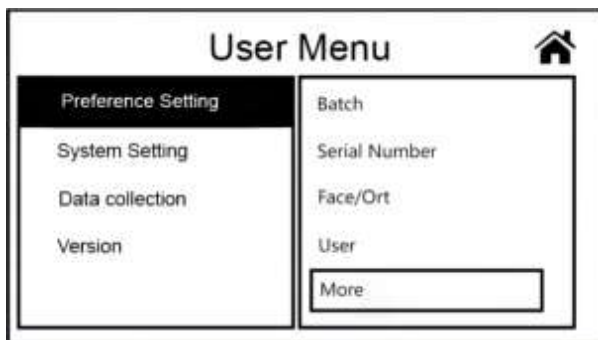 User Menu
Preference Setting
System Setting
Data collection
Version
Batch
Serial Number
Face/Ort
User
More